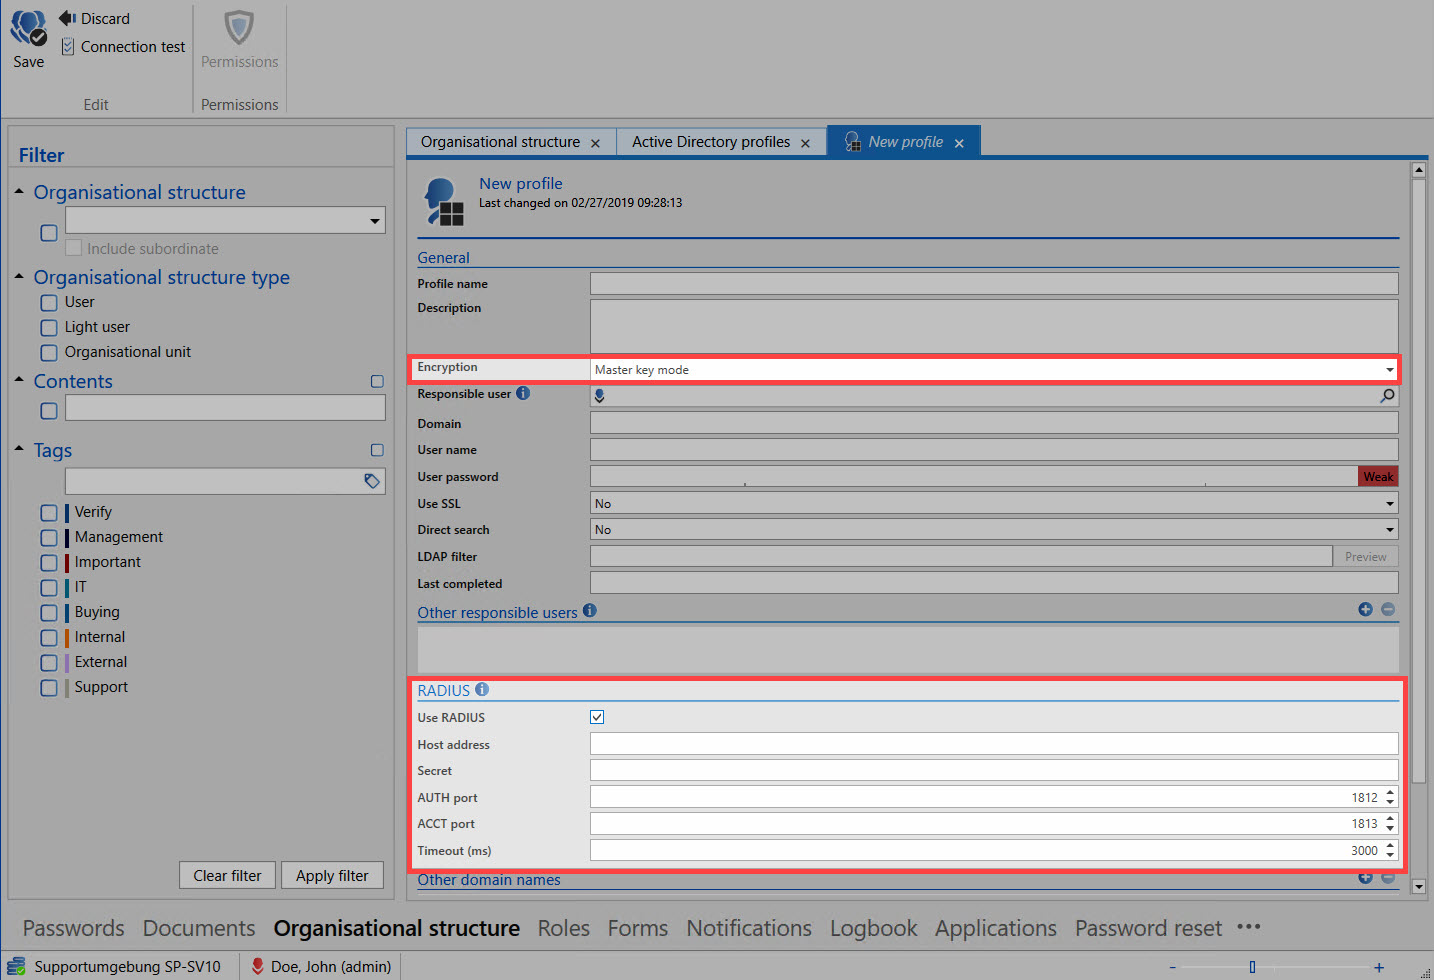 Discard
Connection test
Save
Permissions
Edit
Permissions
Filter
Organisational structure
Include subordinate
Organisational structure type
User
Light user
Organisational unit
Contents
Tags
Verify
Management
Important
IT
Buying
Internal
External
Support
Clear filter
Apply filter
Organisational structure
Active Directory profiles
New profile
New profile
Last changed on 02/27/2019 09:28:13
General
Profile name
Description
Encryption Master key mode
Responsible user
Domain
User name
User password Weak
Use SSL No
Direct search No
LDAP filter Preview
Last completed
Other responsible users
RADIUS
Use RADIUS
Host address
Secret
AUTH port 1812
ACCT port 1813
Timeout (ms) 3000
Other domain names
Passwords Documents Organisational structure Roles Forms Notifications Logbook Applications Password reset •••
Supportumgebung SP-SV10 Doe, John (admin)